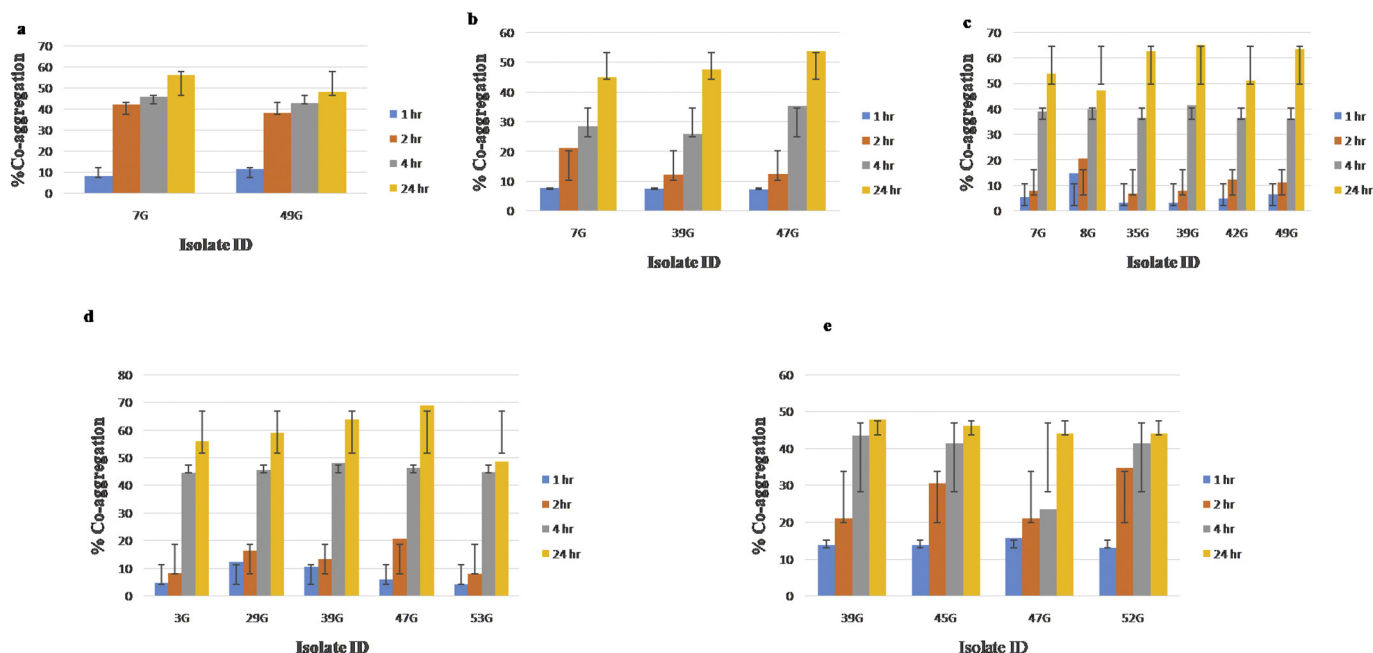 a
%Co-aggregation
70
60
50
40
30
20
10
0
7G
49G
Isolate ID
1 hr
2 hr
4 hr
24 hr
b
% Co-aggregation
60
50
40
30
20
10
0
7G
39G
47G
Isolate ID
1 hr
2 hr
4 hr
24 hr
c
% Co-aggregation
70
60
50
40
30
20
10
0
7G
8G
35G
39G
42G
49G
Isolate ID
1 hr
2 hr
4 hr
24 hr
d
% Co-aggregation
80
70
60
50
40
30
20
10
0
3G
29G
39G
47G
53G
Isolate ID
1 hr
2hr
4 hr
24 hr
e
% Co-aggregation
60
50
40
30
20
10
0
39G
45G
47G
52G
Isolate ID
1 hr
2 hr
4 hr
24 hr